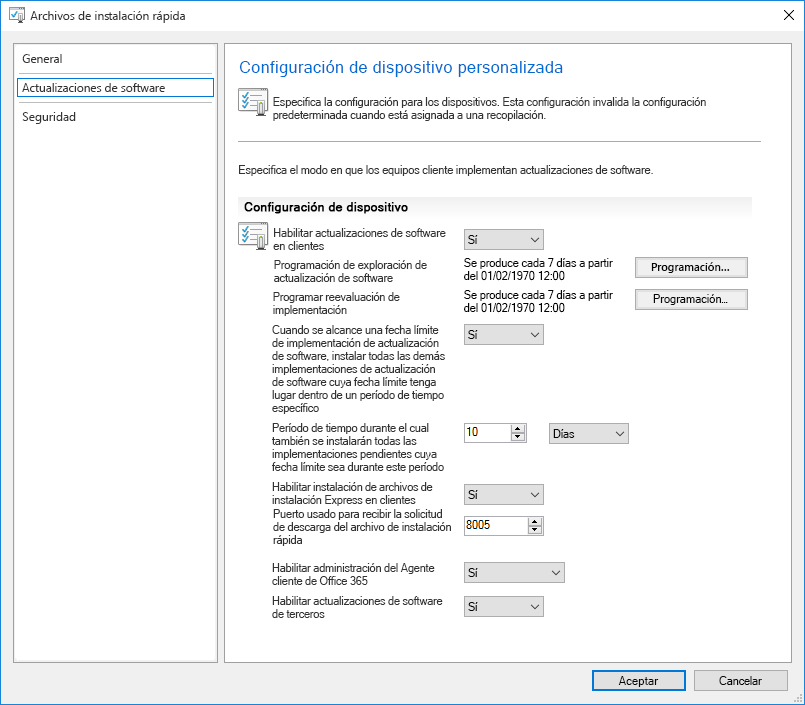 Archivos de instalación rápida
General
Actualizaciones de software
Seguridad
Configuración de dispositivo personalizada
Especifica la configuración para los dispositivos. Esta configuración invalida la configuración
predeterminada cuando está asignada a una recopilación.
Especifica el modo en que los equipos cliente implementan actualizaciones de software.
Configuración de dispositivo
Habilitar actualizaciones de software
en clientes
Sí
Programación de exploración de
actualización de software
Se produce cada 7 días a partir
del 01/02/1970 12:00
Programación...
Programar reevaluación de
implementación
Se produce cada 7 días a partir
del 01/02/1970 12:00
Programación...
Cuando se alcance una fecha límite
de implementación de actualización
de software, instalar todas las demás
implementaciones de actualización
de software cuya fecha límite tenga
lugar dentro de un período de tiempo
específico
Sí
Período de tiempo durante el cual
también se instalarán todas las
implementaciones pendientes cuya
fecha límite sea durante este período
10
Días
Habilitar instalación de archivos de
instalación Express en clientes
Sí
Puerto usado para recibir la solicitud
de descarga del archivo de instalación
rápida
8005
Habilitar administración del Agente
cliente de Office 365
Sí
Habilitar actualizaciones de software
de terceros
Sí
Aceptar
Cancelar